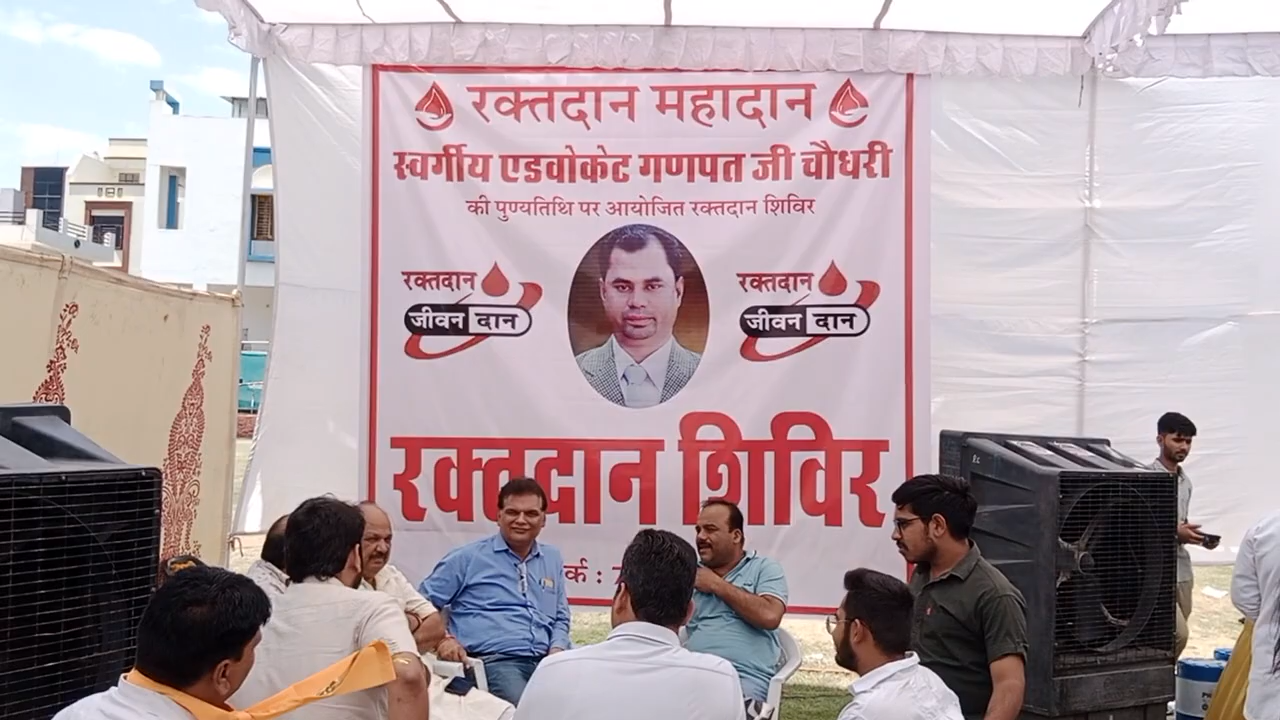 रक्तदान महादान
स्वर्गीय एडवोकेट गणपत जी चौधरी
की पुण्यतिथि पर आयोजित रक्तदान शिविर
रक्तदान
जीवन दान
रक्तदान
जीवन दान
रक्तदान शिविर